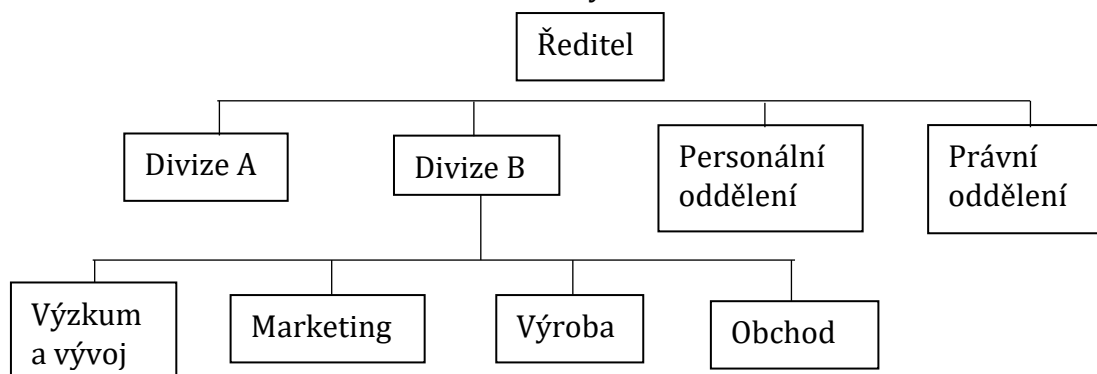 Ředitel
Divize A
Divize B
Personální
oddělení
Právní
oddělení
Výzkum
a vývoj
Marketing
Výroba
Obchod